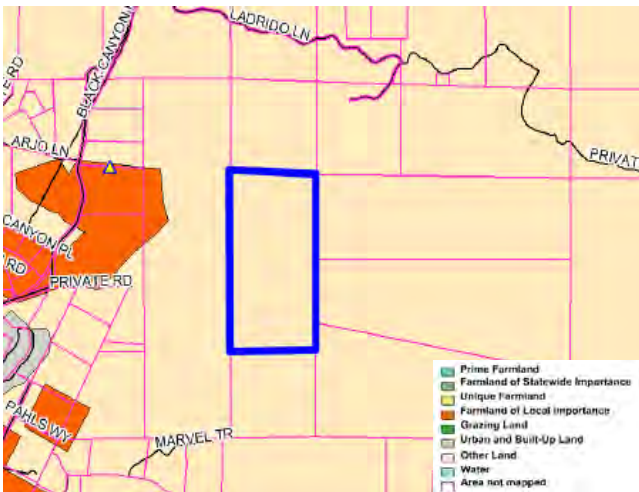 LADRIDO LN
BLACK CANYON
E RD
ARJO LN
PRIVAT
CANYON PL
RD
PRIVATE RD
PAHLS WY
MARVEL TR
Prime Farmland
Farmland of Statewide Importance
Unique Farmland
Farmland of Local Importance
Grazing Land
Urban and Built-Up Land
Other Land
Water
Area not mapped